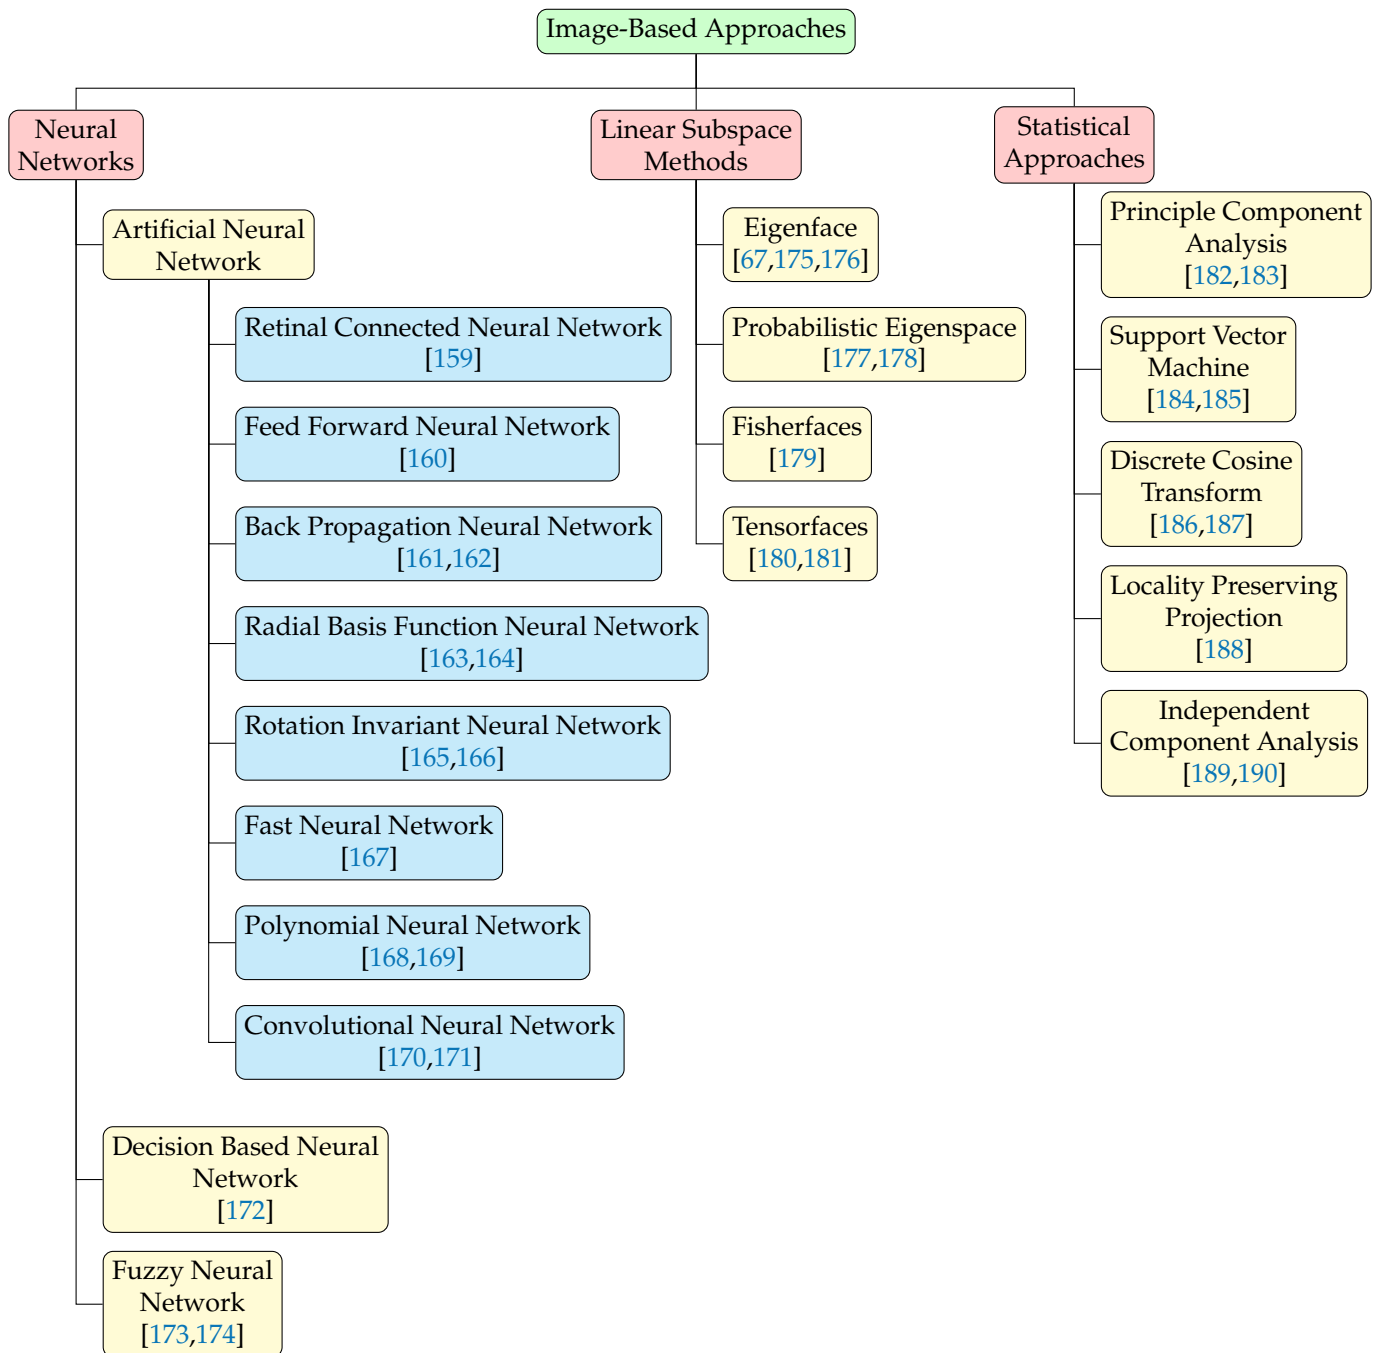 Image-Based Approaches
Neural
Networks
Artificial Neural
Network
Retinal Connected Neural Network
[159]
Feed Forward Neural Network
[160]
Back Propagation Neural Network
[161,162]
Radial Basis Function Neural Network
[163,164]
Rotation Invariant Neural Network
[165,166]
Fast Neural Network
[167]
Polynomial Neural Network
[168,169]
Convolutional Neural Network
[170,171]
Decision Based Neural
Network
[172]
Fuzzy Neural
Network
[173,174]
Linear Subspace
Methods
Eigenface
[67,175,176]
Probabilistic Eigenspace
[177,178]
Fisherfaces
[179]
Tensorfaces
[180,181]
Statistical
Approaches
Principle Component
Analysis
[182,183]
Support Vector
Machine
[184,185]
Discrete Cosine
Transform
[186,187]
Locality Preserving
Projection
[188]
Independent
Component Analysis
[189,190]